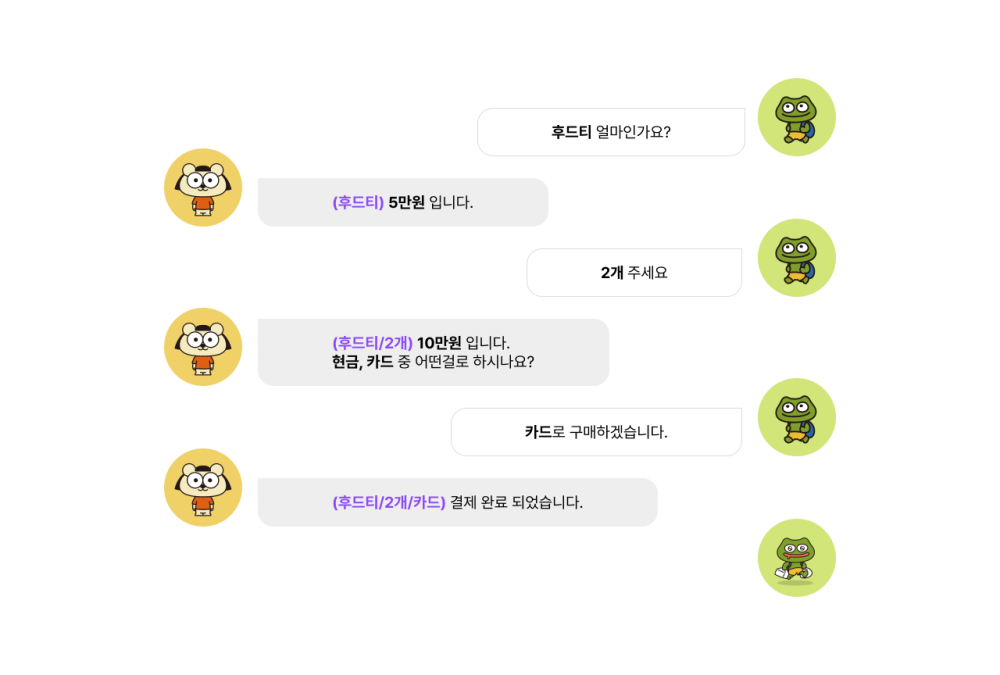 후드티 얼마인가요?
(후드티) 5만원 입니다.
2개 주세요
(후드티/2개) 10만원 입니다.
현금, 카드 중 어떤걸로 하시나요?
카드로 구매하겠습니다.
(후드티/2개/카드) 결제 완료 되었습니다.